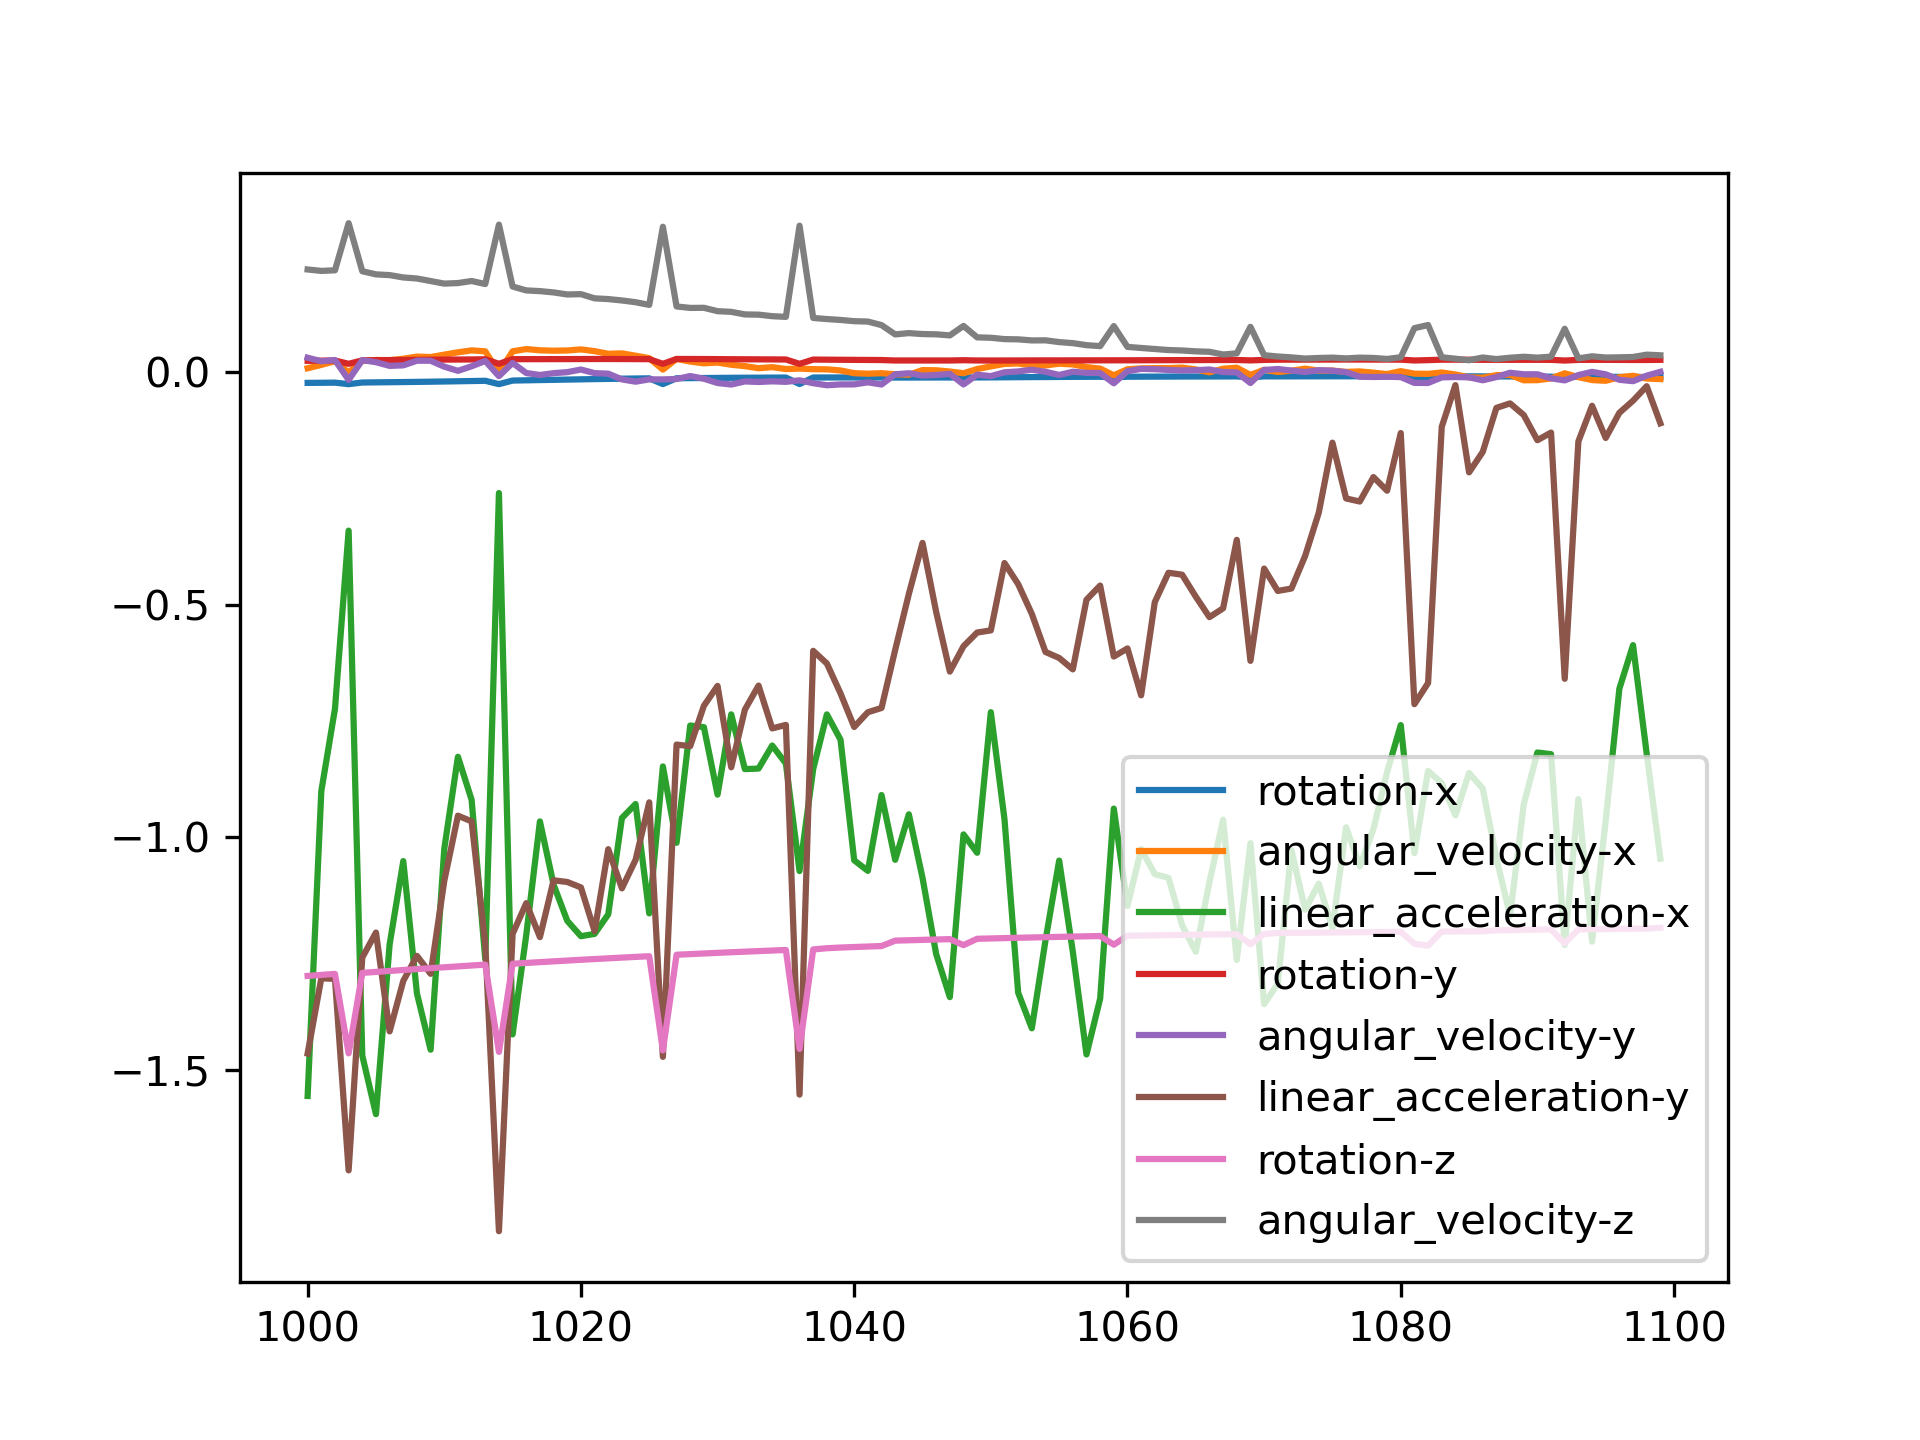 0.0
−0.5
−1.0
−1.5
1000 1020 1040 1060 1080 1100
rotation-x
angular_velocity-x
linear_acceleration-x
rotation-y
angular_velocity-y
linear_acceleration-y
rotation-z
angular_velocity-z